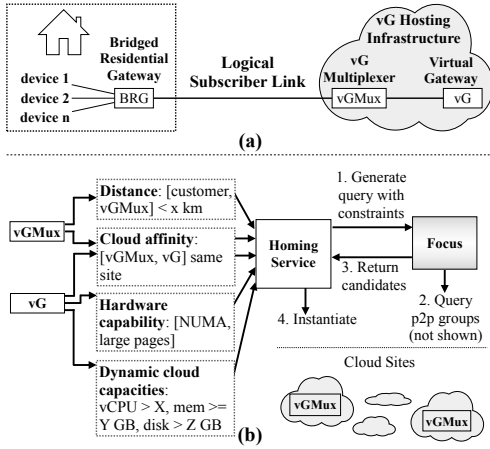 vG Hosting
Infrastructure
Bridged
Residential
Gateway
Logical
Subscriber Link
vG
Multiplexer
Virtual
Gateway
device 1
device 2
device n
BRG
vGMux
vG
(a)
Distance: [customer,
vGMux] < x km
Cloud affinity:
[vGMux, vG] same
site
Hardware
capability: [NUMA,
large pages]
Dynamic cloud
capacities:
vCPU > X, mem >=
Y GB, disk > Z GB
vGMux
vG
Homing
Service
1. Generate
query with
constraints
Focus
3. Return
candidates
4. Instantiate
2. Query
p2p groups
(not shown)
Cloud Sites
vGMux
vGMux
(b)